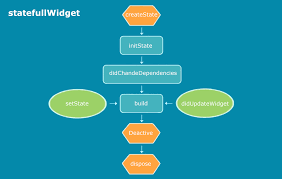 statefullWidget
createState
initState
didChandeDependencies
setState
build
didUpdateWidget
Deactive
dispose